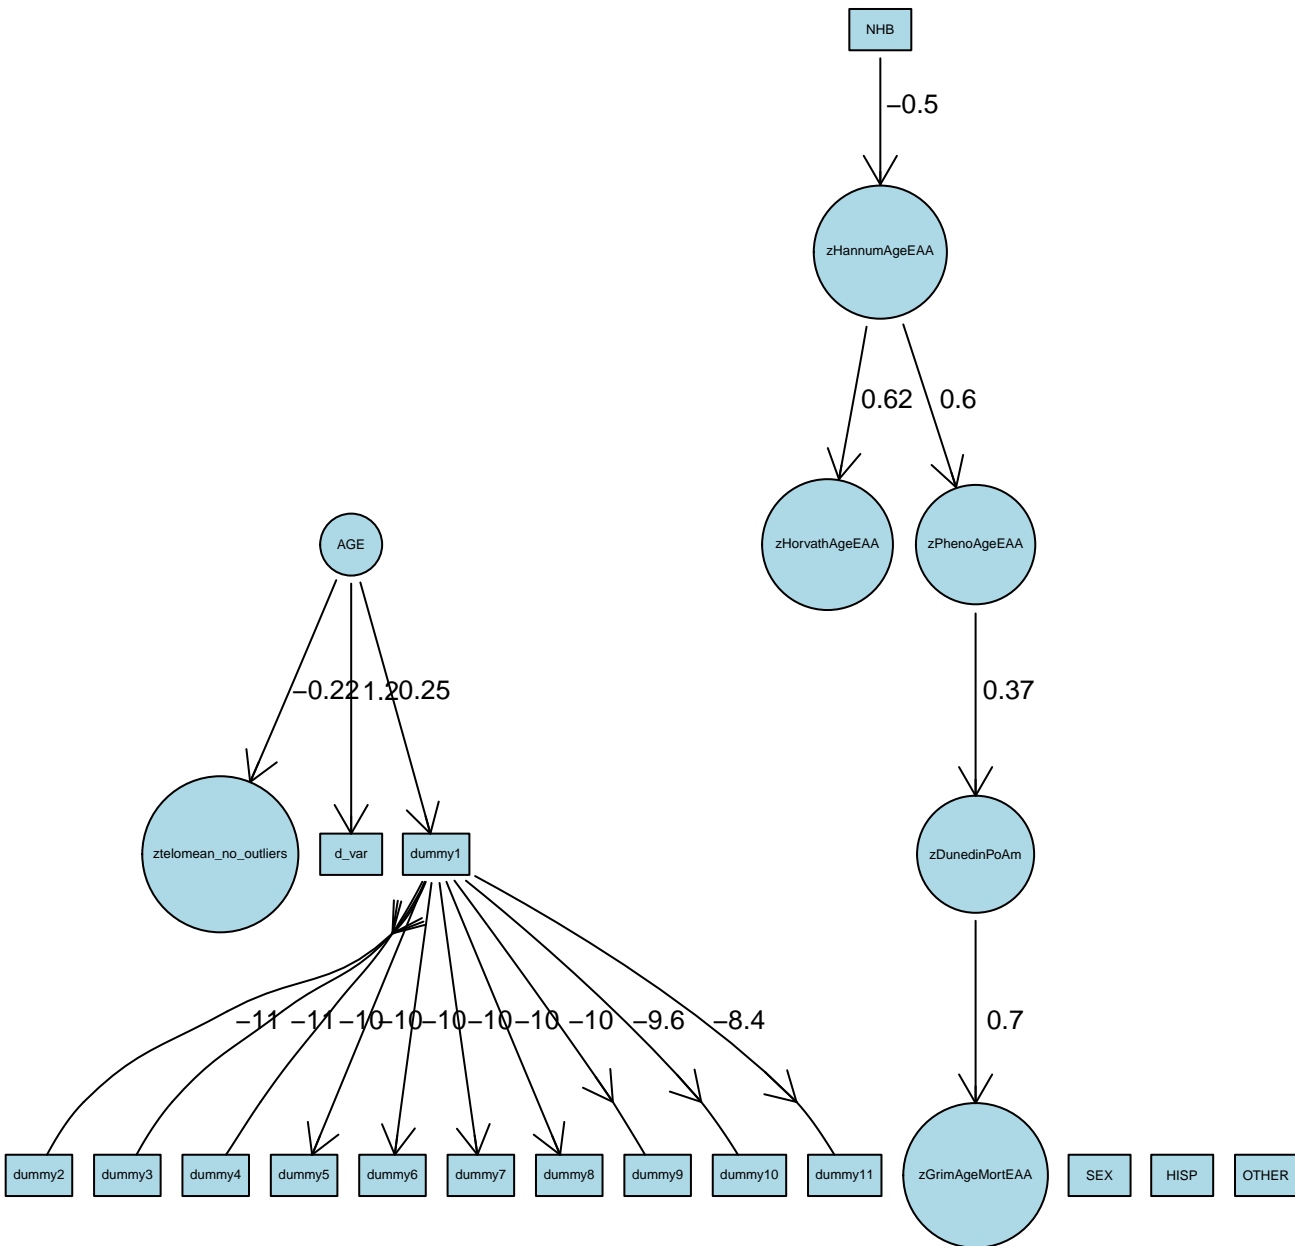 NHB
−0.5
zHannumAgeEAA
0.62
0.6
AGE
zHorvathAgeEAA
zPhenoAgeEAA
−0.22
1.2
0.25
0.37
ztelomean_no_outliers
d_var
dummy1
zDunedinPoAm
−11
−11
−10
−10
−10
−10
−10
−10
−9.6
−8.4
0.7
dummy2
dummy3
dummy4
dummy5
dummy6
dummy7
dummy8
dummy9
dummy10
dummy11
zGrimAgeMortEAA
SEX
HISP
OTHER